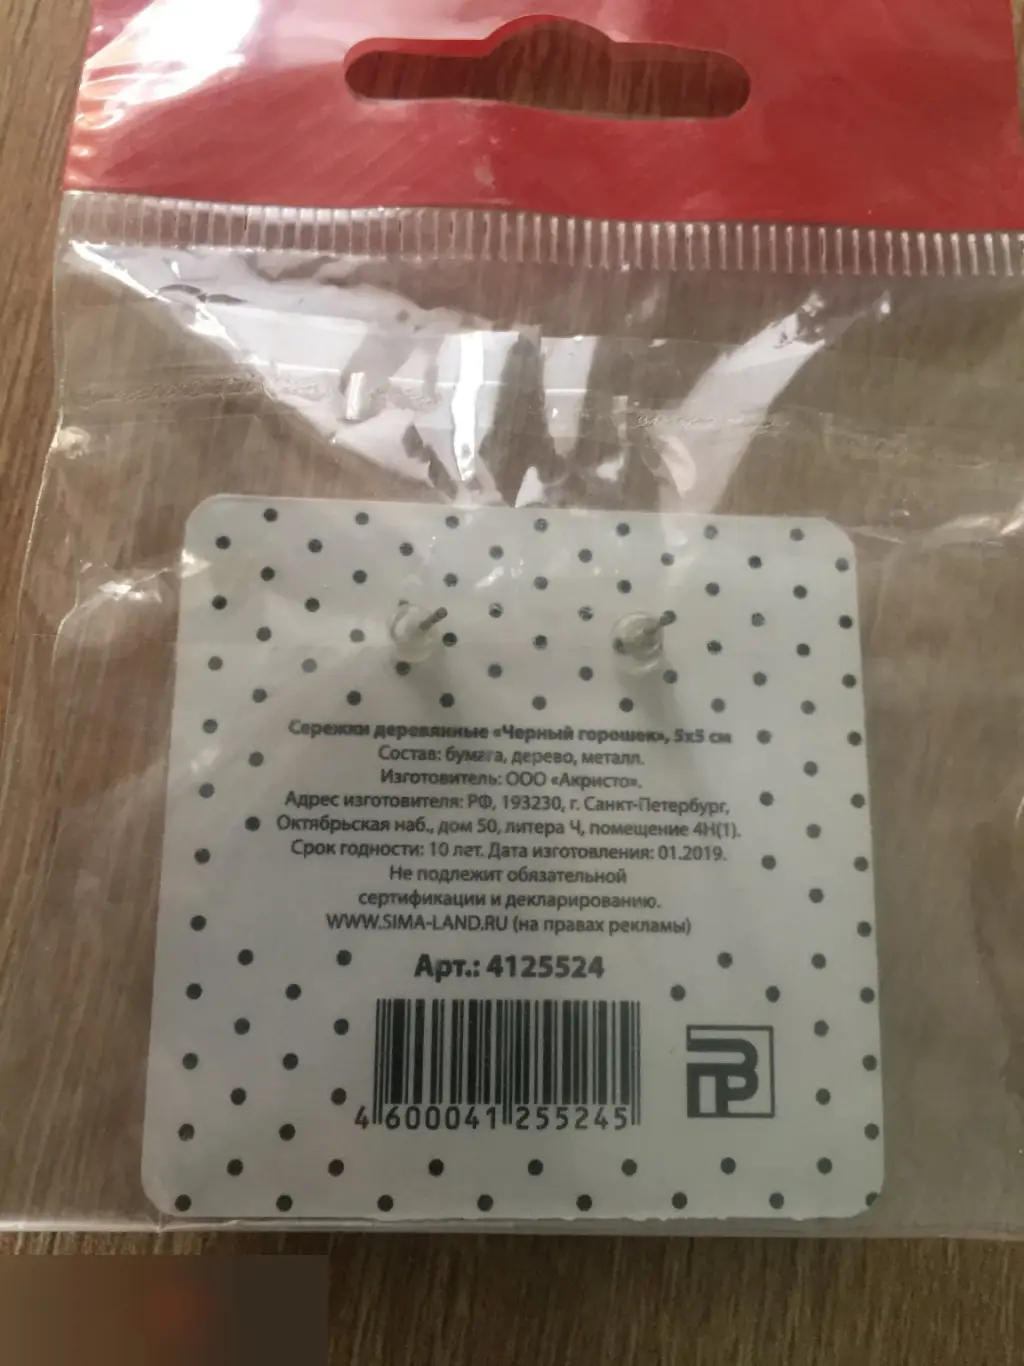 Сережки деревянные «Черный горошек», 5х5 см
Состав: бумага, дерево, металл.
Изготовитель: ООО «Акристо».
Адрес изготовителя: РФ, 193230, г. Санкт-Петербург,
Октябрьская наб., дом 50, литера Ч, помещение 4Н(1).
Срок годности: 10 лет. Дата изготовления: 01.2019.
Не подлежит обязательной
сертификации и декларированию.
WWW.SIMA-LAND.RU (на правах рекламы)
Арт.: 4125524
4 600041 255245